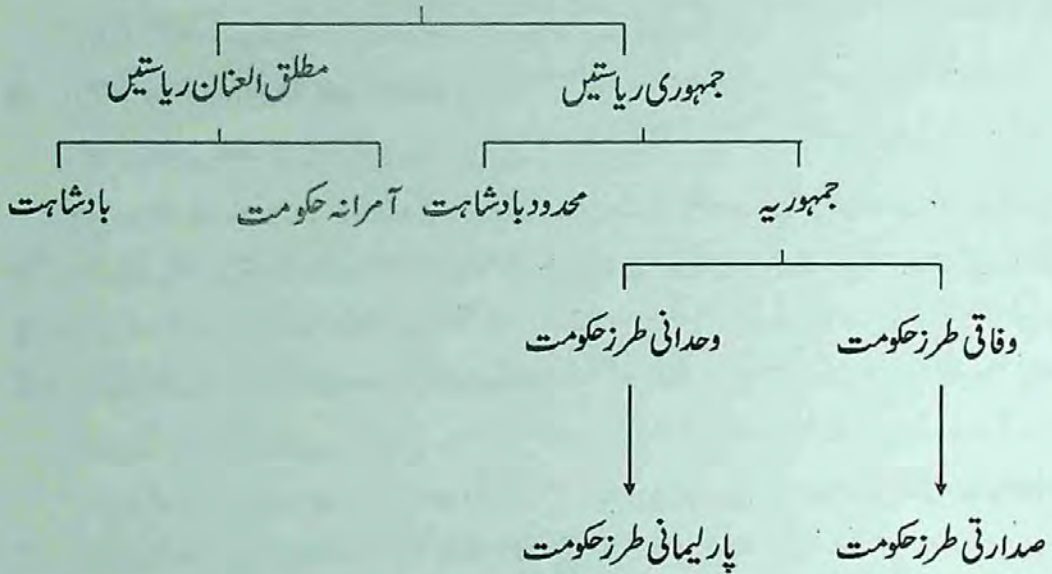 جمہوری ریاستیں مطلق العنان ریاستیں
جمہوریہ محدود بادشاہت آمرانہ حکومت بادشاہت
وفاقی طرز حکومت وحدانی طرز حکومت
صدارتی طرز حکومت پارلیمانی طرز حکومت